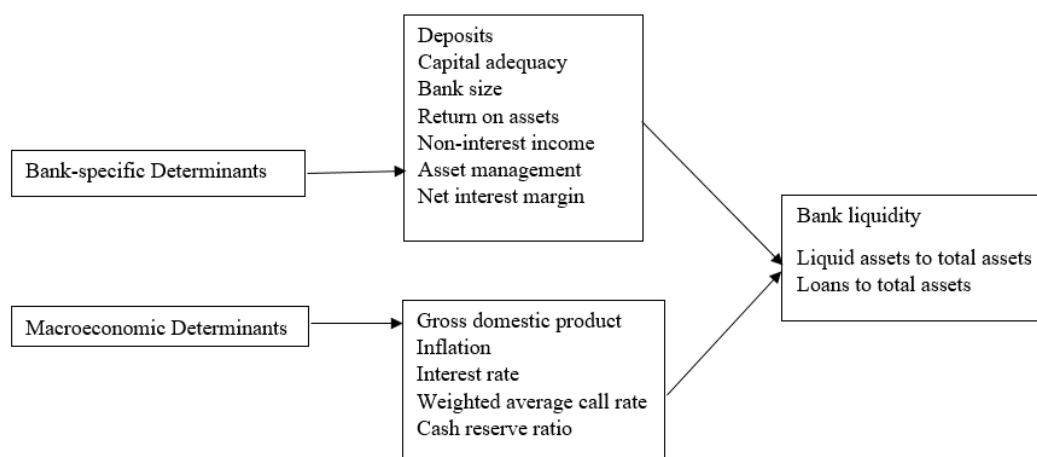 Bank-specific Determinants
Deposits
Capital adequacy
Bank size
Return on assets
Non-interest income
Asset management
Net interest margin
Macroeconomic Determinants
Gross domestic product
Inflation
Interest rate
Weighted average call rate
Cash reserve ratio
Bank liquidity
Liquid assets to total assets
Loans to total assets